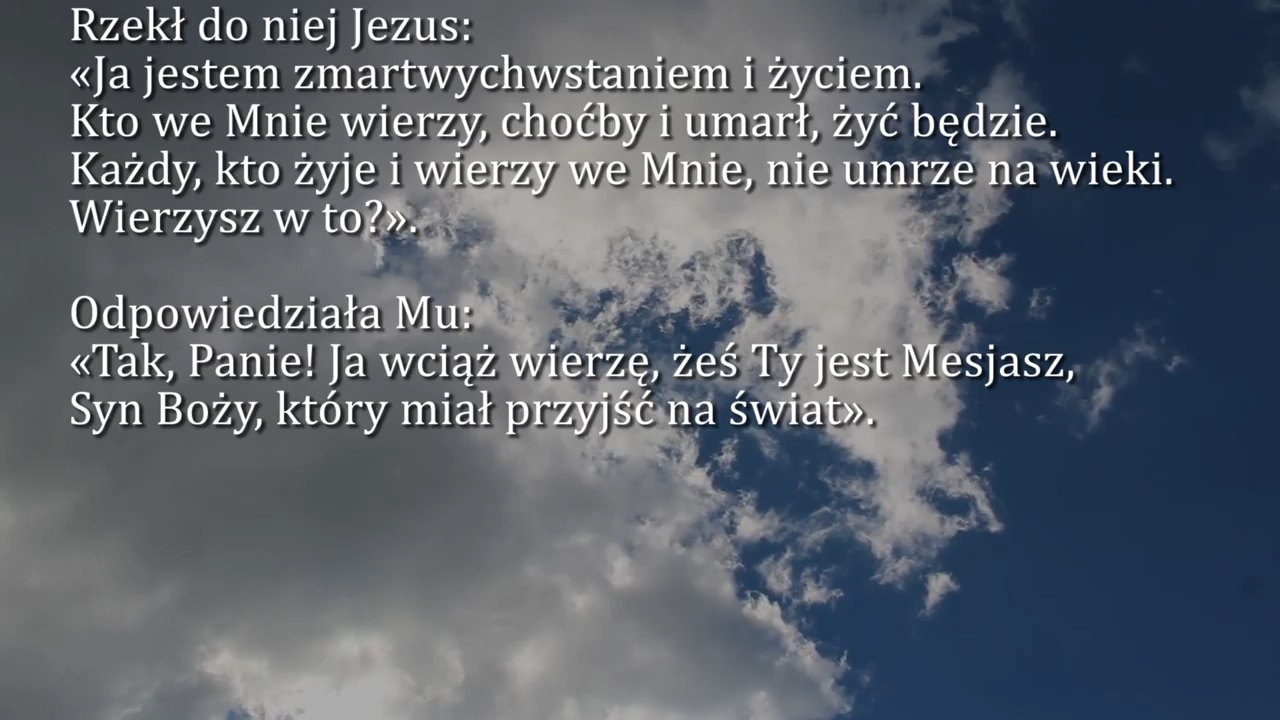 Rzekł do niej Jezus:
«Ja jestem zmartwychwstaniem i życiem.
Kto we Mnie wierzy, choćby i umarł, żyć będzie.
Każdy, kto żyje i wierzy we Mnie, nie umrze na wieki.
Wierzysz w to?».
Odpowiedziała Mu:
«Tak, Panie! Ja wciąż wierzę, żeś Ty jest Mesjasz,
Syn Boży, który miał przyjść na świat».